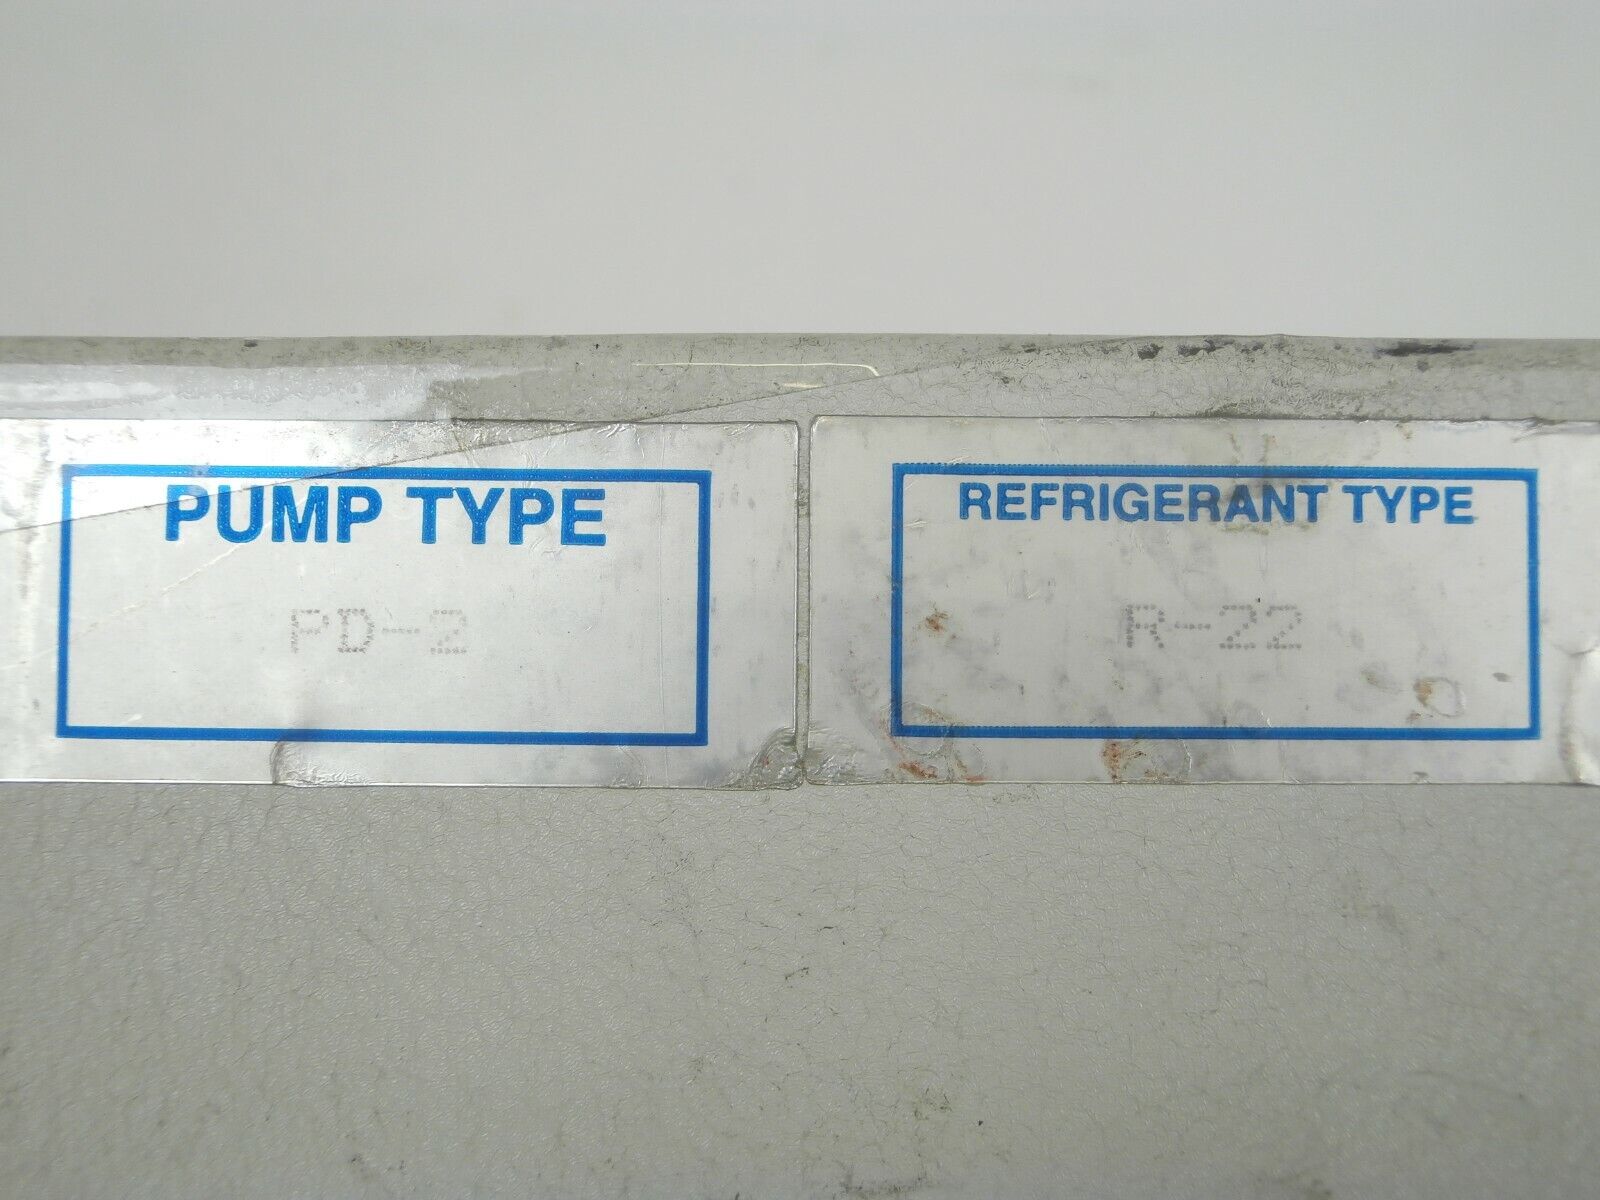 PUMP TYPE
PD-2
REFRIGERANT TYPE
R-22